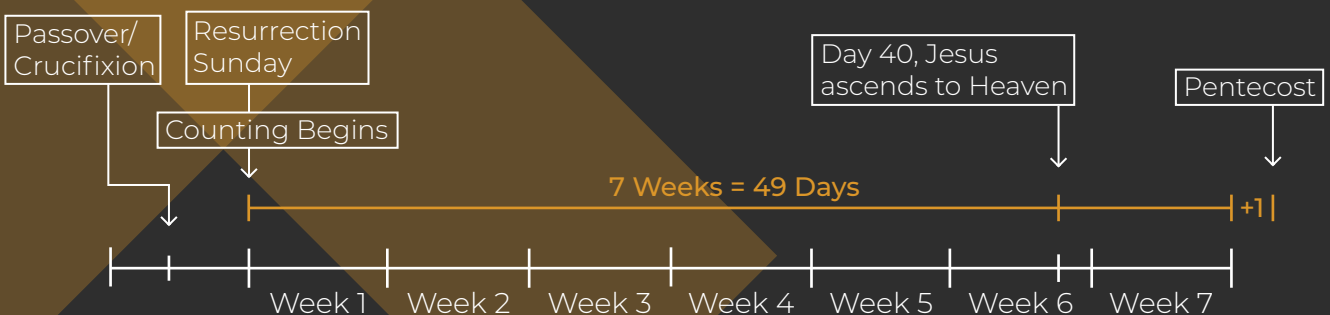 Passover/
Crucifixion
Resurrection
Sunday
Counting Begins
Day 40, Jesus
ascends to Heaven
Pentecost
7 Weeks = 49 Days
+1
Week 1
Week 2
Week 3
Week 4
Week 5
Week 6
Week 7